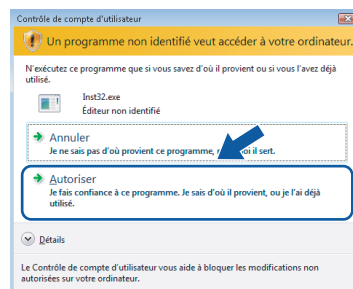 Contrôle de compte d'utilisateur
Un programme non identifié veut accéder à votre ordinateur.
N'exécutez ce programme que si vous savez d'où il provient ou si vous l'avez déjà
utilisé.
Inst32.exe
Éditeur non identifié
Annuler
Je ne sais pas d'où provient ce programme, il sert.
Autoriser
Je fais confiance à ce programme. Je sais d'où il provient, ou je l'ai déjà
utilisé.
Détails
Le Contrôle de compte d'utilisateur vous aide à bloquer les modifications non
autorisées sur votre ordinateur.